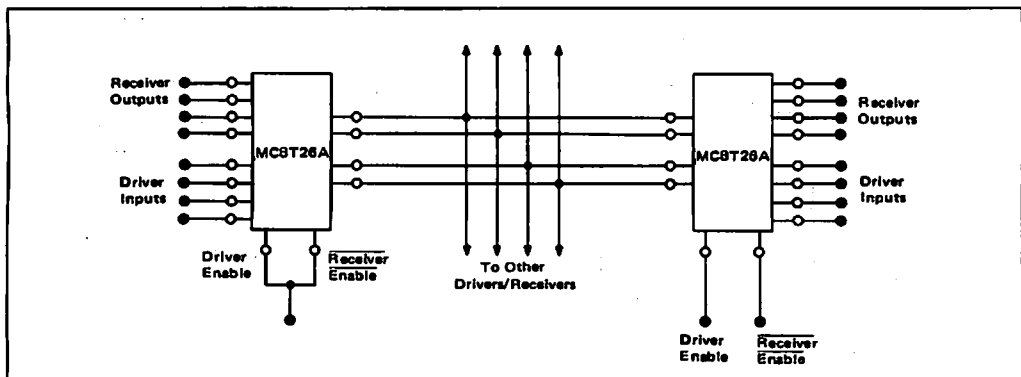 Receiver
Outputs
MC8T26A
Driver
Inputs
Driver
Enable
Receiver
Enable
To Other
Drivers/Receivers
MC8T26A
Receiver
Outputs
Driver
Inputs
Driver
Enable
Receiver
Enable